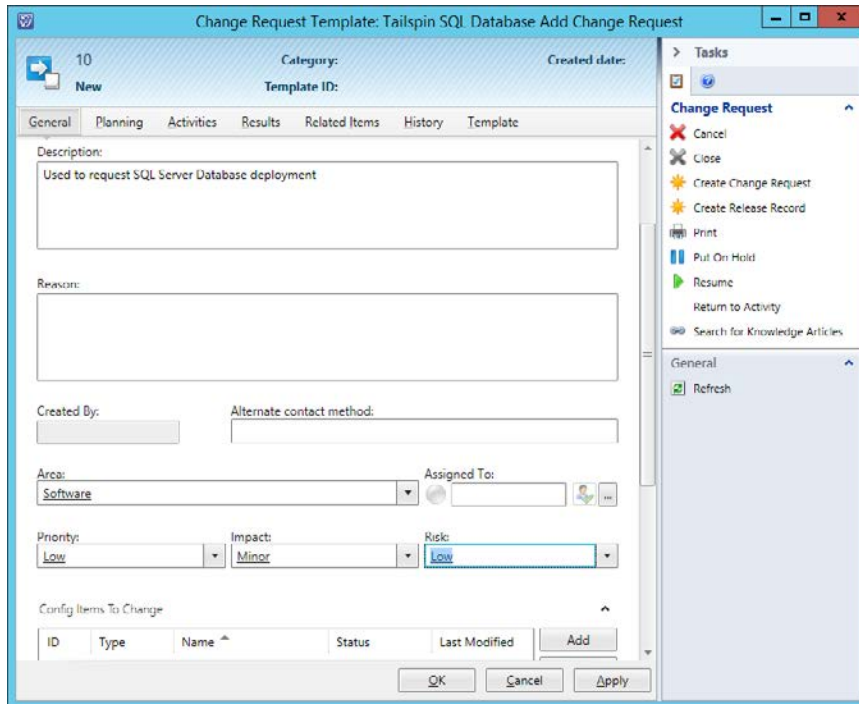 Change Request Template: Tailspin SQL Database Add Change Request
10
Category:
Created date:
New
Template ID:
General Planning Activities Results Related Items History Template
Description:
Used to request SQL Server Database deployment
Reason:
Created By:
Alternate contact method:
Area:
Assigned To:
Software
...
Priority:
Impact:
Risk:
Low
Minor
Low
Config Items To Change
ID Type Name Status Last Modified
Add
OK Cancel Apply
Tasks
Change Request
Cancel
Close
Create Change Request
Create Release Record
Print
Put On Hold
Resume
Return to Activity
Search for Knowledge Articles
General
Refresh